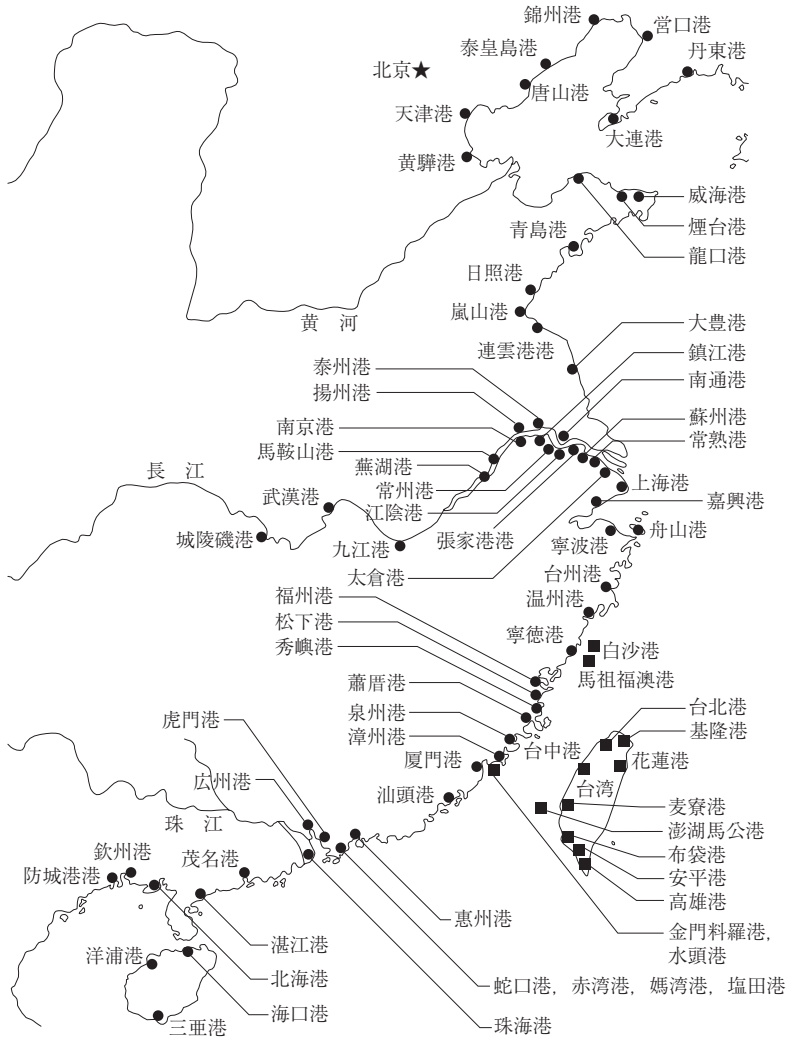 錦州港
営口港
泰皇島港
丹東港
北京
唐山港
天津港
大連港
黄驊港
威海港
煙台港
青島港
龍口港
日照港
嵐山港
黄 河
大豊港
連雲港港
鎮江港
泰州港
南通港
揚州港
蘇州港
南京港
常熟港
馬鞍山港
蕪湖港
長 江
常州港
上海港
武漢港
嘉興港
江陰港
舟山港
城陵磯港
九江港
張家港港
寧波港
太倉港
台州港
福州港
温州港
松下港
寧徳港
秀嶼港
白沙港
馬祖福澳港
蕭厝港
台北港
泉州港
虎門港
基隆港
漳州港
台中港
厦門港
花蓮港
広州港
台湾
汕頭港
麦寮港
珠 江
澎湖馬公港
欽州港
布袋港
茂名港
防城港港
安平港
高雄港
恵州港
金門料羅港,
水頭港
湛江港
洋浦港
北海港
蛇口港, 赤湾港, 媽湾港, 塩田港
海口港
三亜港
珠海港